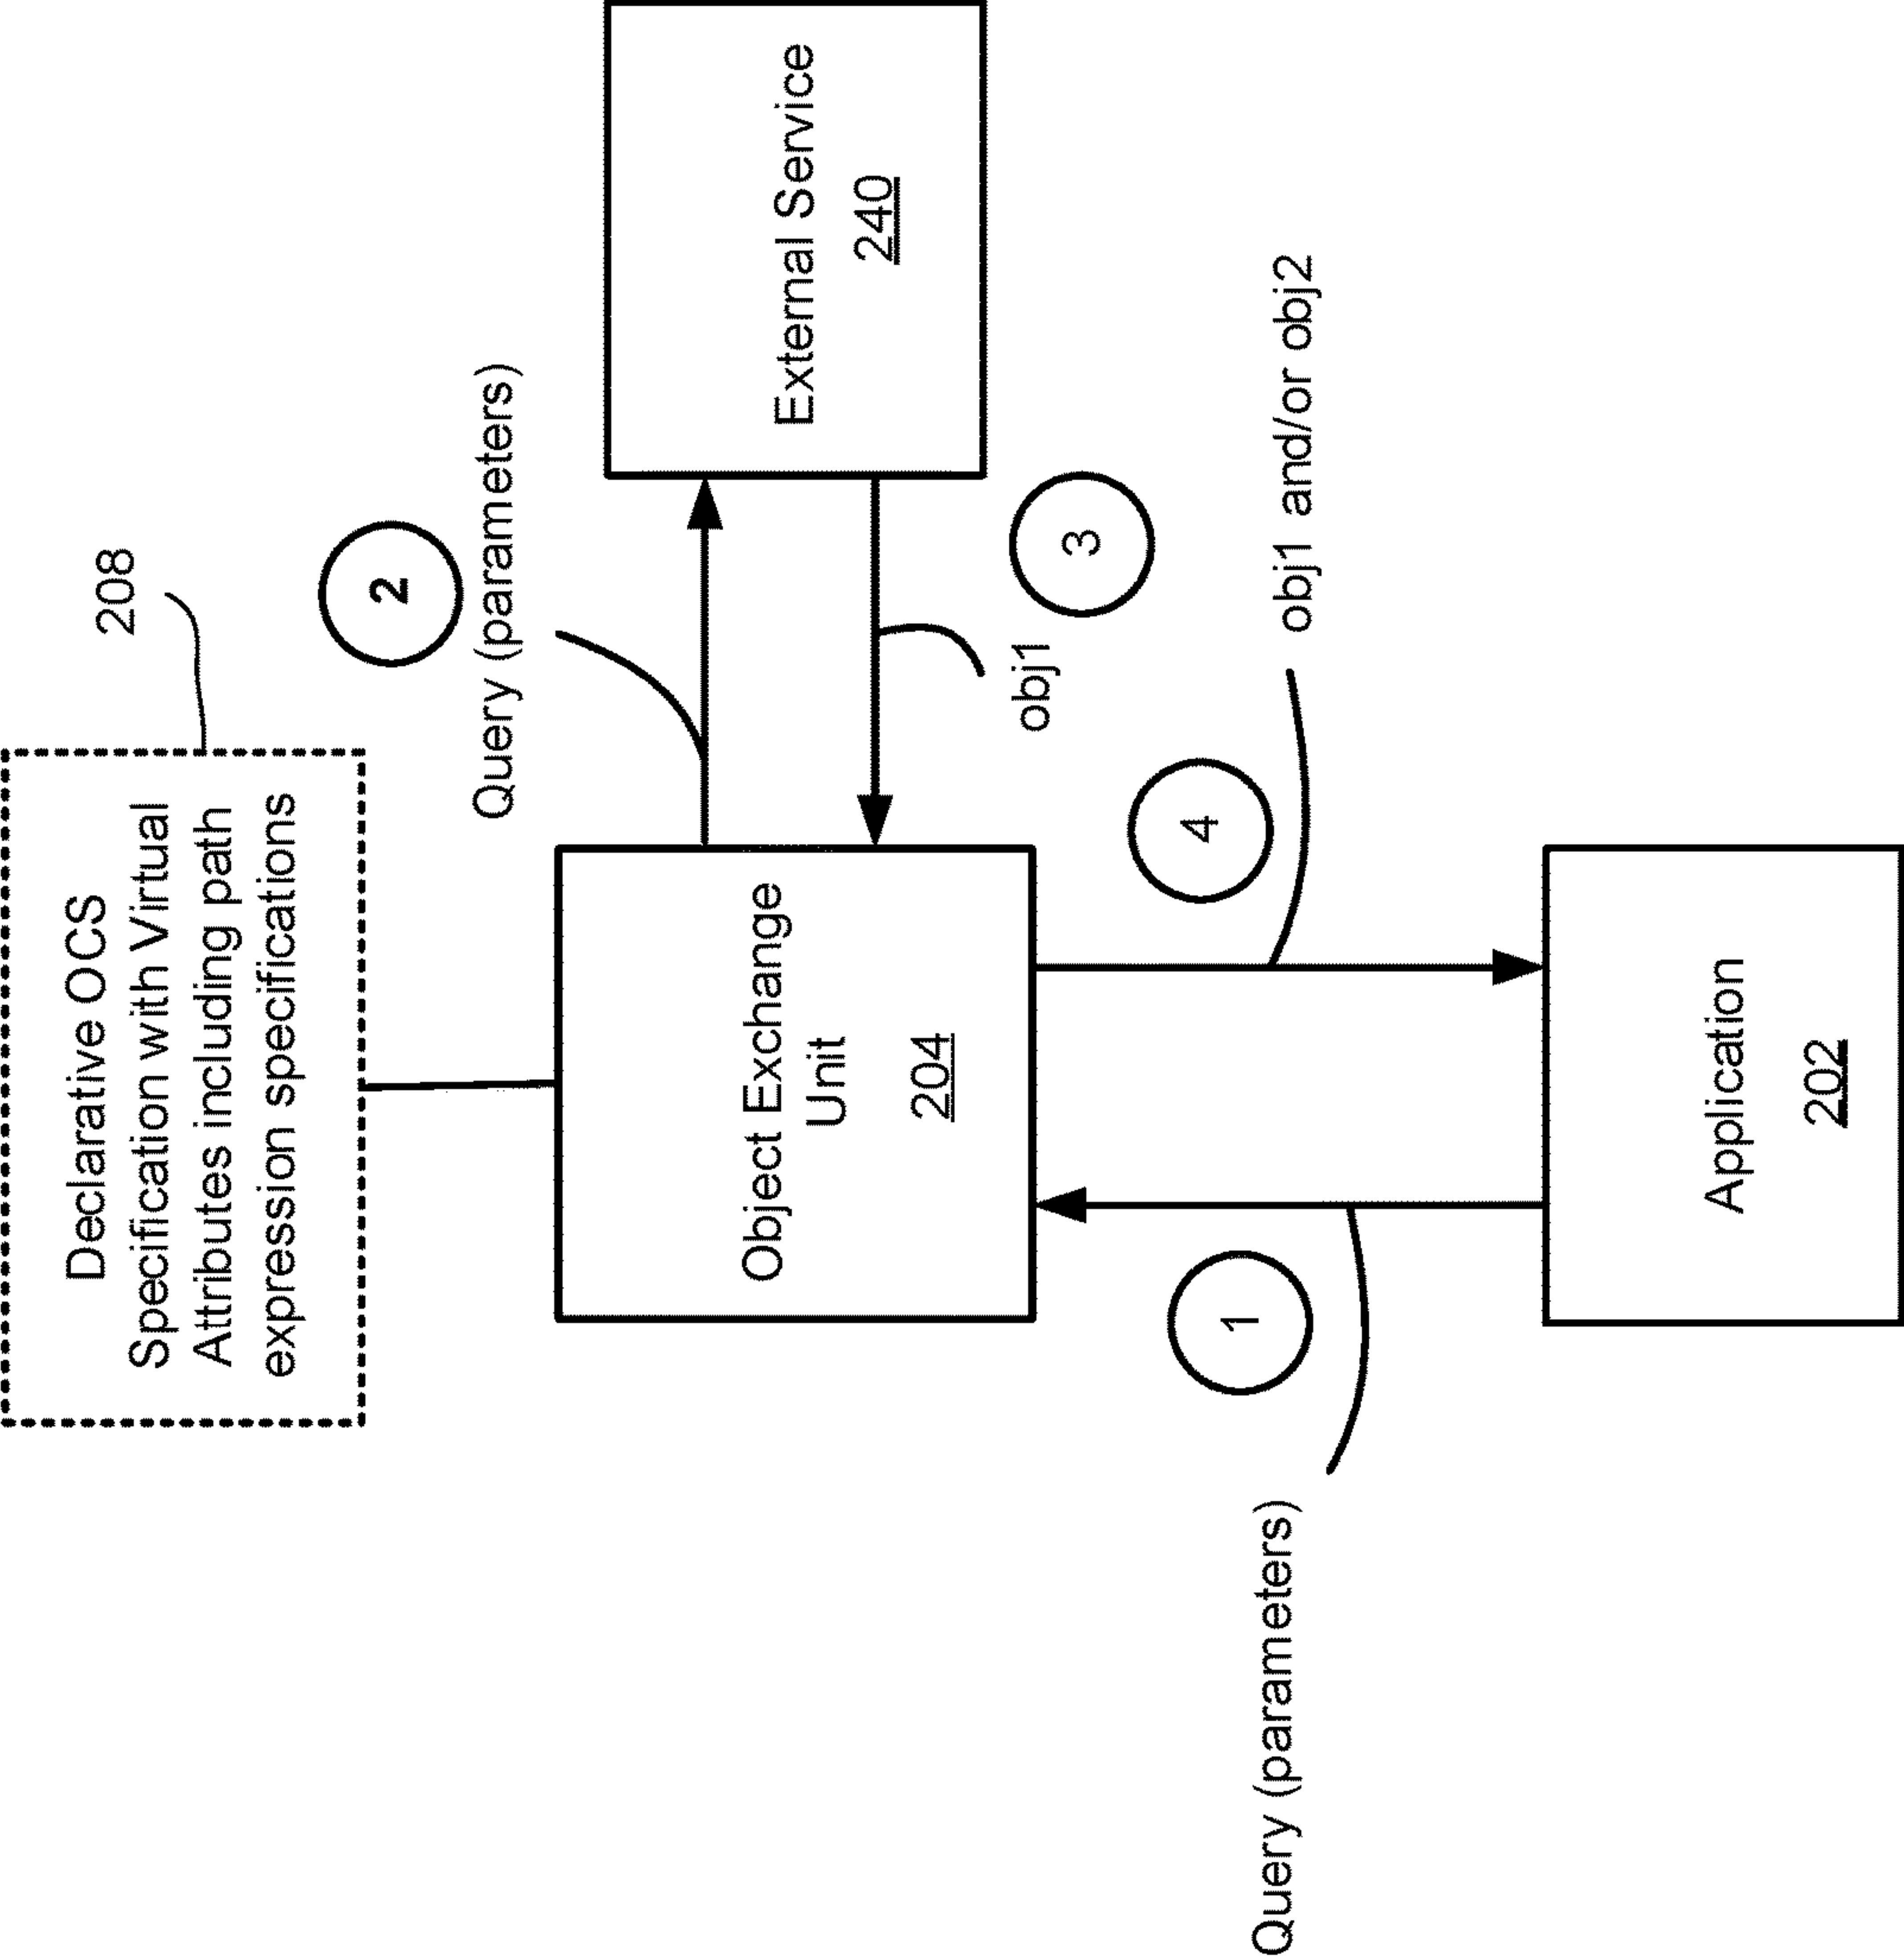 208
Declarative OCS
Specification with Virtual
Attributes including path
expression specifications
2
Query (parameters)
External Service
240
Object Exchange
Unit
204
obj1
3
4
obj1 and/or obj2
1
Query (parameters)
Application
202